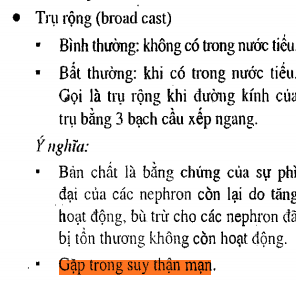 ● Trụ rộng (broad cast)
▪ Bình thường: không có trong nước tiểu.
▪ Bất thường: khi có trong nước tiểu.
Gọi là trụ rộng khi đường kính của
trụ bằng 3 bạch cầu xếp ngang.
Ý nghĩa:
▪ Bản chất là bằng chứng của sự phì
đại của các nephron còn lại do tăng
hoạt động, bù trừ cho các nephron đã
bị tổn thương không còn hoạt động.
▪ Gặp trong suy thận mạn.